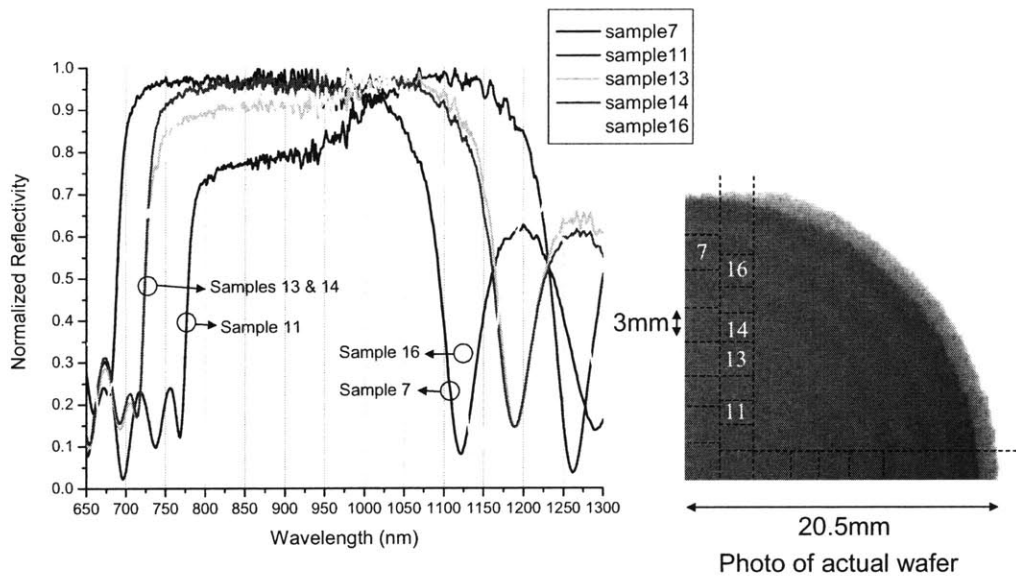 sample7
sample11
sample13
sample14
sample16
1.0
0.9
0.8
0.7
0.6
0.5
0.4
0.3
0.2
0.1
0.0
Normalized Reflectivity
Samples 13 & 14
Sample 11
Sample 16
Sample 7
650 700 750 800 850 900 950 1000 1050 1100 1150 1200 1250 1300
Wavelength (nm)
7
16
3mm
14
13
11
20.5mm
Photo of actual wafer